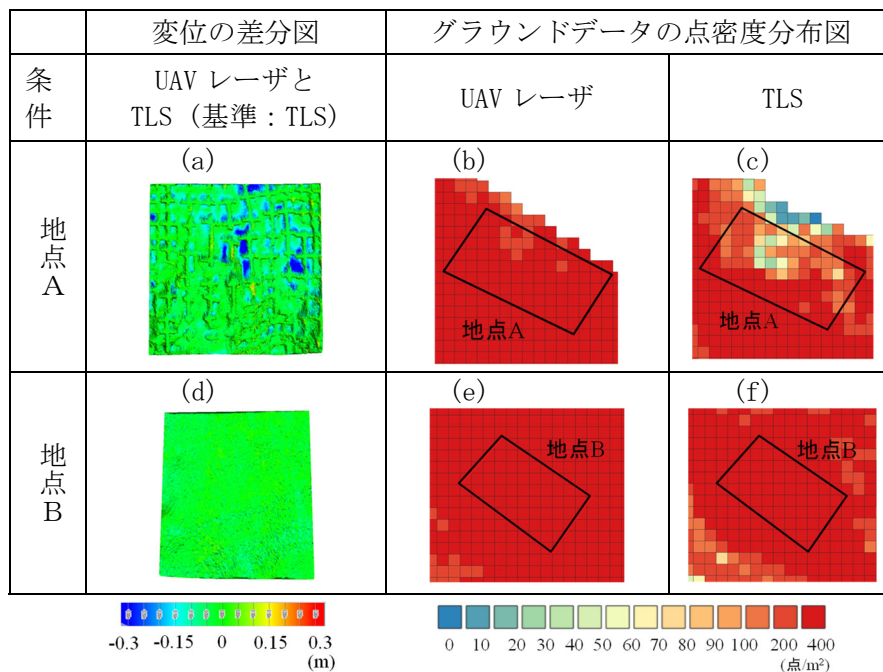 変位の差分図
グラウンドデータの点密度分布図
条件
UAV レーザと
TLS (基準：TLS)
UAV レーザ
TLS
地点A
(a)
(b)
地点A
(c)
地点A
地点B
(d)
(e)
地点B
(f)
地点B
-0.3 -0.15 0 0.15 0.3
(m)
0 10 20 30 40 50 60 80 90 100 200 400
(点/m²)